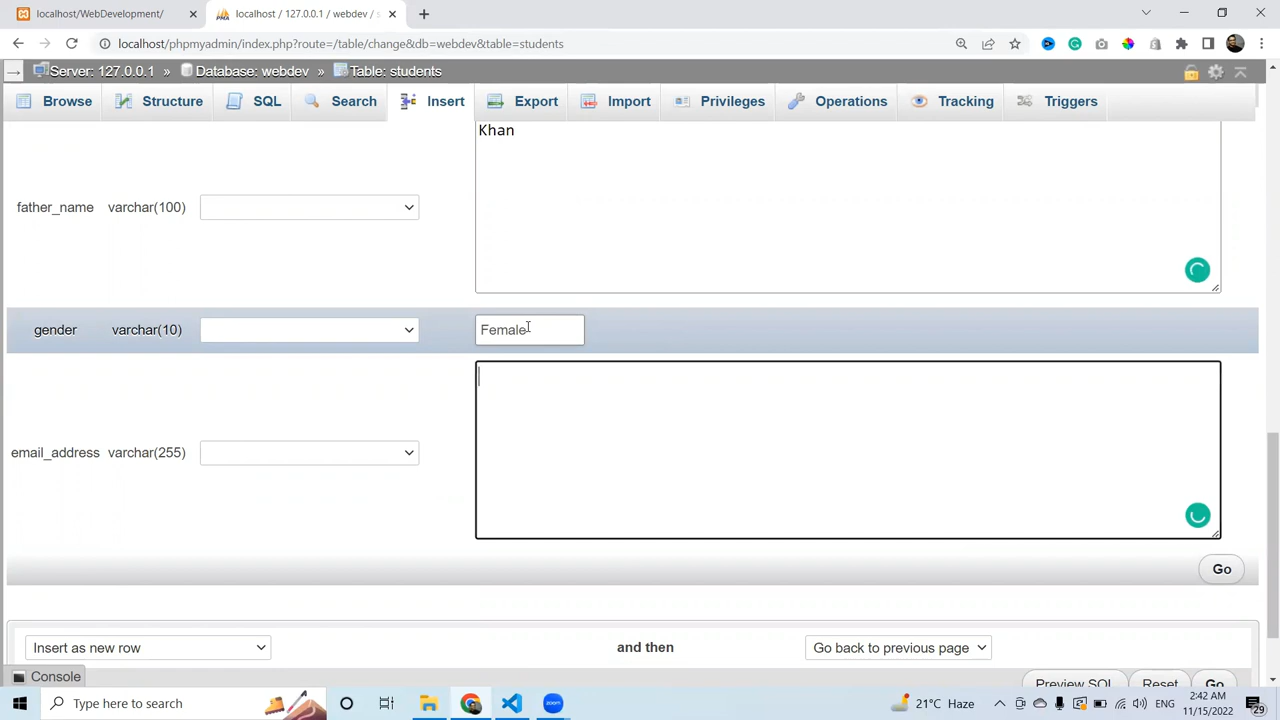 localhost/WebDevelopment/
localhost / 127.0.0.1 / webdev / s
localhost/phpmyadmin/index.php?route=/table/change&db=webdev&table=students
Server: 127.0.0.1 » Database: webdev » Table: students
Browse Structure SQL Search Insert Export Import Privileges Operations Tracking Triggers
Khan
father_name varchar(100)
gender varchar(10) Female
email_address varchar(255)
Go
Insert as new row and then Go back to previous page
Console Preview SQL Reset Go
Type here to search 21°C Haze 2:42 AM
11/15/2022 29